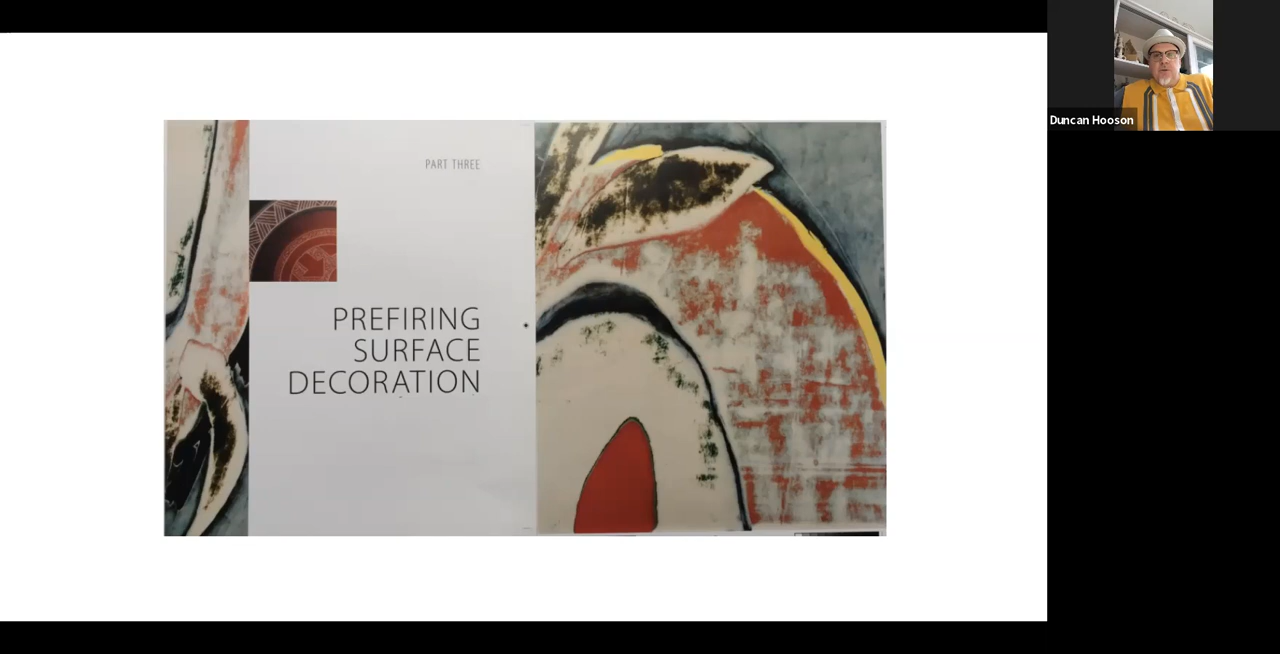 PART THREE
PREFIRING
SURFACE
DECORATION
Duncan Hooson